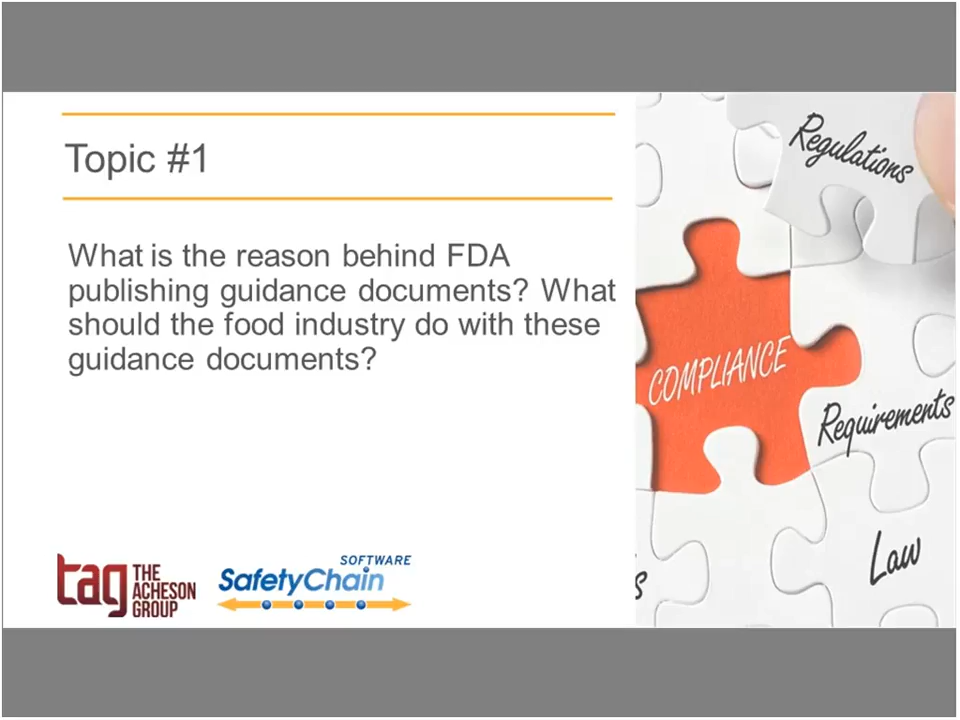 Topic #1
What is the reason behind FDA
publishing guidance documents? What
should the food industry do with these
guidance documents?
Regulations
COMPLIANCE
Requirements
Law
s
tag THE
ACHESON
GROUP
SOFTWARE
SafetyChain